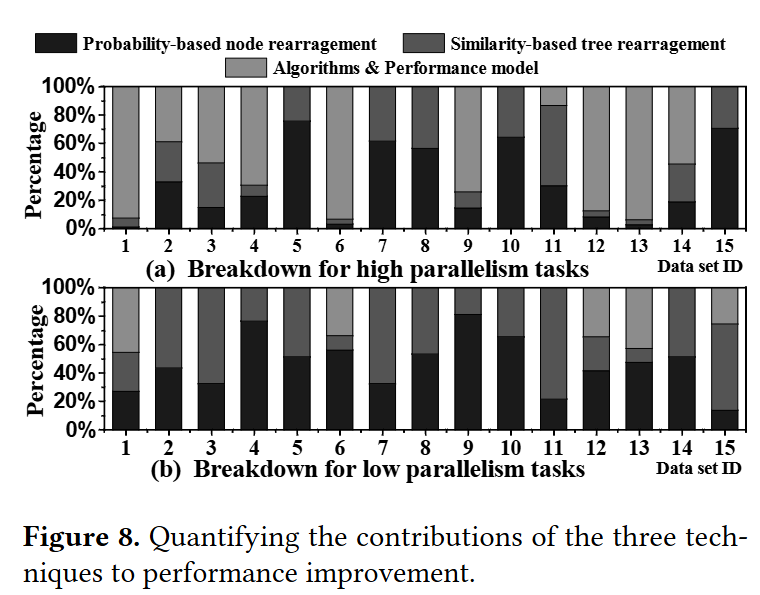 Probability-based node rearragement Similarity-based tree rearragement
Algorithms & Performance model
Percentage
100%
80%
60%
40%
20%
0%
1 2 3 4 5 6 7 8 9 10 11 12 13 14 15
(a) Breakdown for high parallelism tasks Data set ID
Percentage
100%
80%
60%
40%
20%
0%
1 2 3 4 5 6 7 8 9 10 11 12 13 14 15
(b) Breakdown for low parallelism tasks Data set ID
Figure 8. Quantifying the contributions of the three tech-
niques to performance improvement.